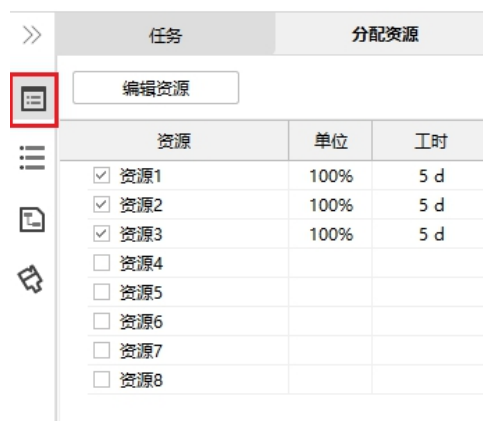 任务 分配资源
编辑资源
资源 单位 工时
资源1 100% 5 d
资源2 100% 5 d
资源3 100% 5 d
资源4
资源5
资源6
资源7
资源8